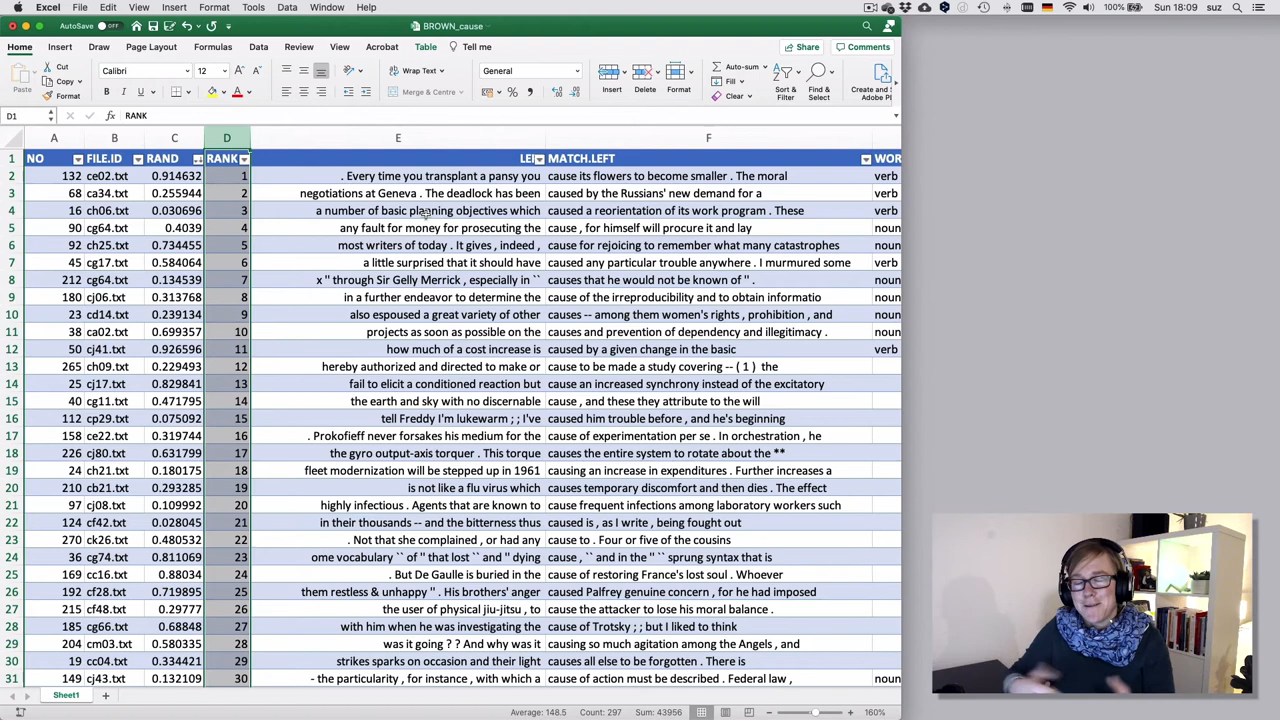 Excel File Edit View Insert Format Tools Data Window Help 100% Sun 18:09 suz
AutoSave OFF BROWN_cause
Home Insert Draw Page Layout Formulas Data Review View Acrobat Table Tell me Share Comments
Paste Cut Copy Format Calibri 12 Wrap Text Merge & Centre General Insert Delete Format Auto-sum Fill Clear Sort & Filter Find & Select Create and Adobe
D1 fx RANK
A B C D E F
1 NO FILE.ID RAND RANK MATCH.LEFT WOR
2 132 ce02.txt 0.914632 1 . Every time you transplant a pansy you cause its flowers to become smaller . The moral verb
3 68 ca34.txt 0.255944 2 negotiations at Geneva . The deadlock has been caused by the Russians' new demand for a verb
4 16 ch06.txt 0.030696 3 a number of basic planning objectives which caused a reorientation of its work program . These verb
5 90 cg64.txt 0.4039 4 any fault for money for prosecuting the cause , for himself will procure it and lay noun
6 92 ch25.txt 0.734455 5 most writers of today . It gives , indeed , cause for rejoicing to remember what many catastrophes noun
7 45 cg17.txt 0.584064 6 a little surprised that it should have caused any particular trouble anywhere . I murmured some verb
8 212 cg64.txt 0.134539 7 x " through Sir Gelly Merrick , especially in `` causes that he would not be known of " . noun
9 180 cj06.txt 0.313768 8 in a further endeavor to determine the cause of the irreproducibility and to obtain informatio noun
10 23 cd14.txt 0.239134 9 also espoused a great variety of other causes -- among them women's rights , prohibition , and noun
11 38 ca02.txt 0.699357 10 projects as soon as possible on the causes and prevention of dependency and illegitimacy . noun
12 50 cj41.txt 0.926596 11 how much of a cost increase is caused by a given change in the basic verb
13 265 ch09.txt 0.229493 12 hereby authorized and directed to make or cause to be made a study covering -- ( 1 ) the
14 25 cj17.txt 0.829841 13 fail to elicit a conditioned reaction but cause an increased synchrony instead of the excitatory
15 40 cg11.txt 0.471795 14 the earth and sky with no discernable cause , and these they attribute to the will
16 112 cp29.txt 0.075092 15 tell Freddy I'm lukewarm ; ; I've caused him trouble before , and he's beginning
17 158 ce22.txt 0.319744 16 . Prokofieff never forsakes his medium for the cause of experimentation per se . In orchestration , he
18 226 cj80.txt 0.631799 17 the gyro output-axis torquer . This torque causes the entire system to rotate about the **
19 24 ch21.txt 0.180175 18 fleet modernization will be stepped up in 1961 causing an increase in expenditures . Further increases a
20 210 cb21.txt 0.293285 19 is not like a flu virus which causes temporary discomfort and then dies . The effect
21 97 cj08.txt 0.109992 20 highly infectious . Agents that are known to cause frequent infections among laboratory workers such
22 124 cf42.txt 0.028045 21 in their thousands -- and the bitterness thus caused is , as I write , being fought out
23 270 ck26.txt 0.480532 22 . Not that she complained , or had any cause to . Four or five of the cousins
24 36 cg74.txt 0.811069 23 ome vocabulary `` of " that lost `` and " dying cause , `` and in the " `` sprung syntax that is
25 169 cc16.txt 0.88034 24 . But De Gaulle is buried in the cause of restoring France's lost soul . Whoever
26 192 cf28.txt 0.719895 25 them restless & unhappy " . His brothers' anger caused Palfrey genuine concern , for he had imposed
27 215 cf48.txt 0.29777 26 the user of physical jiu-jitsu , to cause the attacker to lose his moral balance .
28 185 cg66.txt 0.68848 27 with him when he was investigating the cause of Trotsky ; ; but I liked to think
29 204 cm03.txt 0.580335 28 was it going ? ? And why was it causing so much agitation among the Angels , and
30 19 cc04.txt 0.334421 29 strikes sparks on occasion and their light causes all else to be forgotten . There is
31 149 cj43.txt 0.132109 30 - the particularity , for instance , with which a cause of action must be described . Federal law , noun
Sheet1
Average: 148.5 Count: 297 Sum: 43956 160%